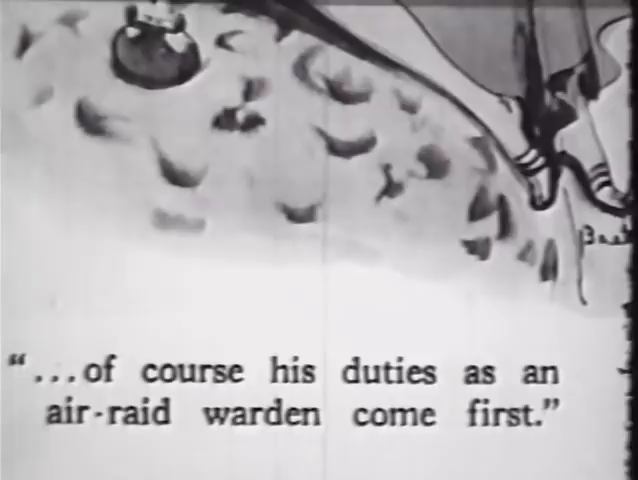 “...of course his duties as an
air-raid warden come first.”